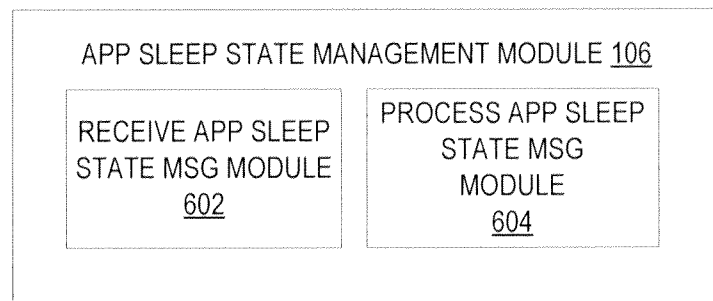 APP SLEEP STATE MANAGEMENT MODULE 106
RECEIVE APP SLEEP
STATE MSG MODULE
602
PROCESS APP SLEEP
STATE MSG
MODULE
604